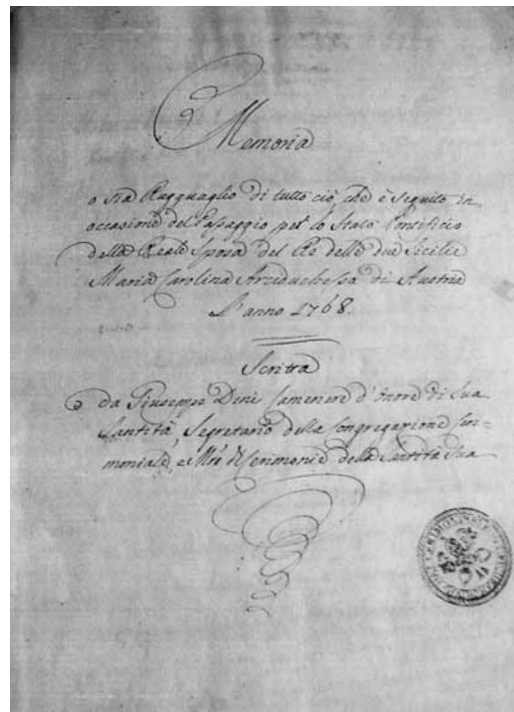 Memoria
o sia Ragguaglio di tutto ciò, che è seguito in
occasione del Passaggio per lo Stato Pontificio
della Reale Sposa del Re delle due Sicilie
Maria Carolina Arciduchessa di Austria
L'anno 1768.
Scritta
da Giuseppe Dini Cameriere d'onore di Sua
Santità, Segretario della Congregazione Ceri=
moniale, e Mro di Cerimonie della Santità Sua